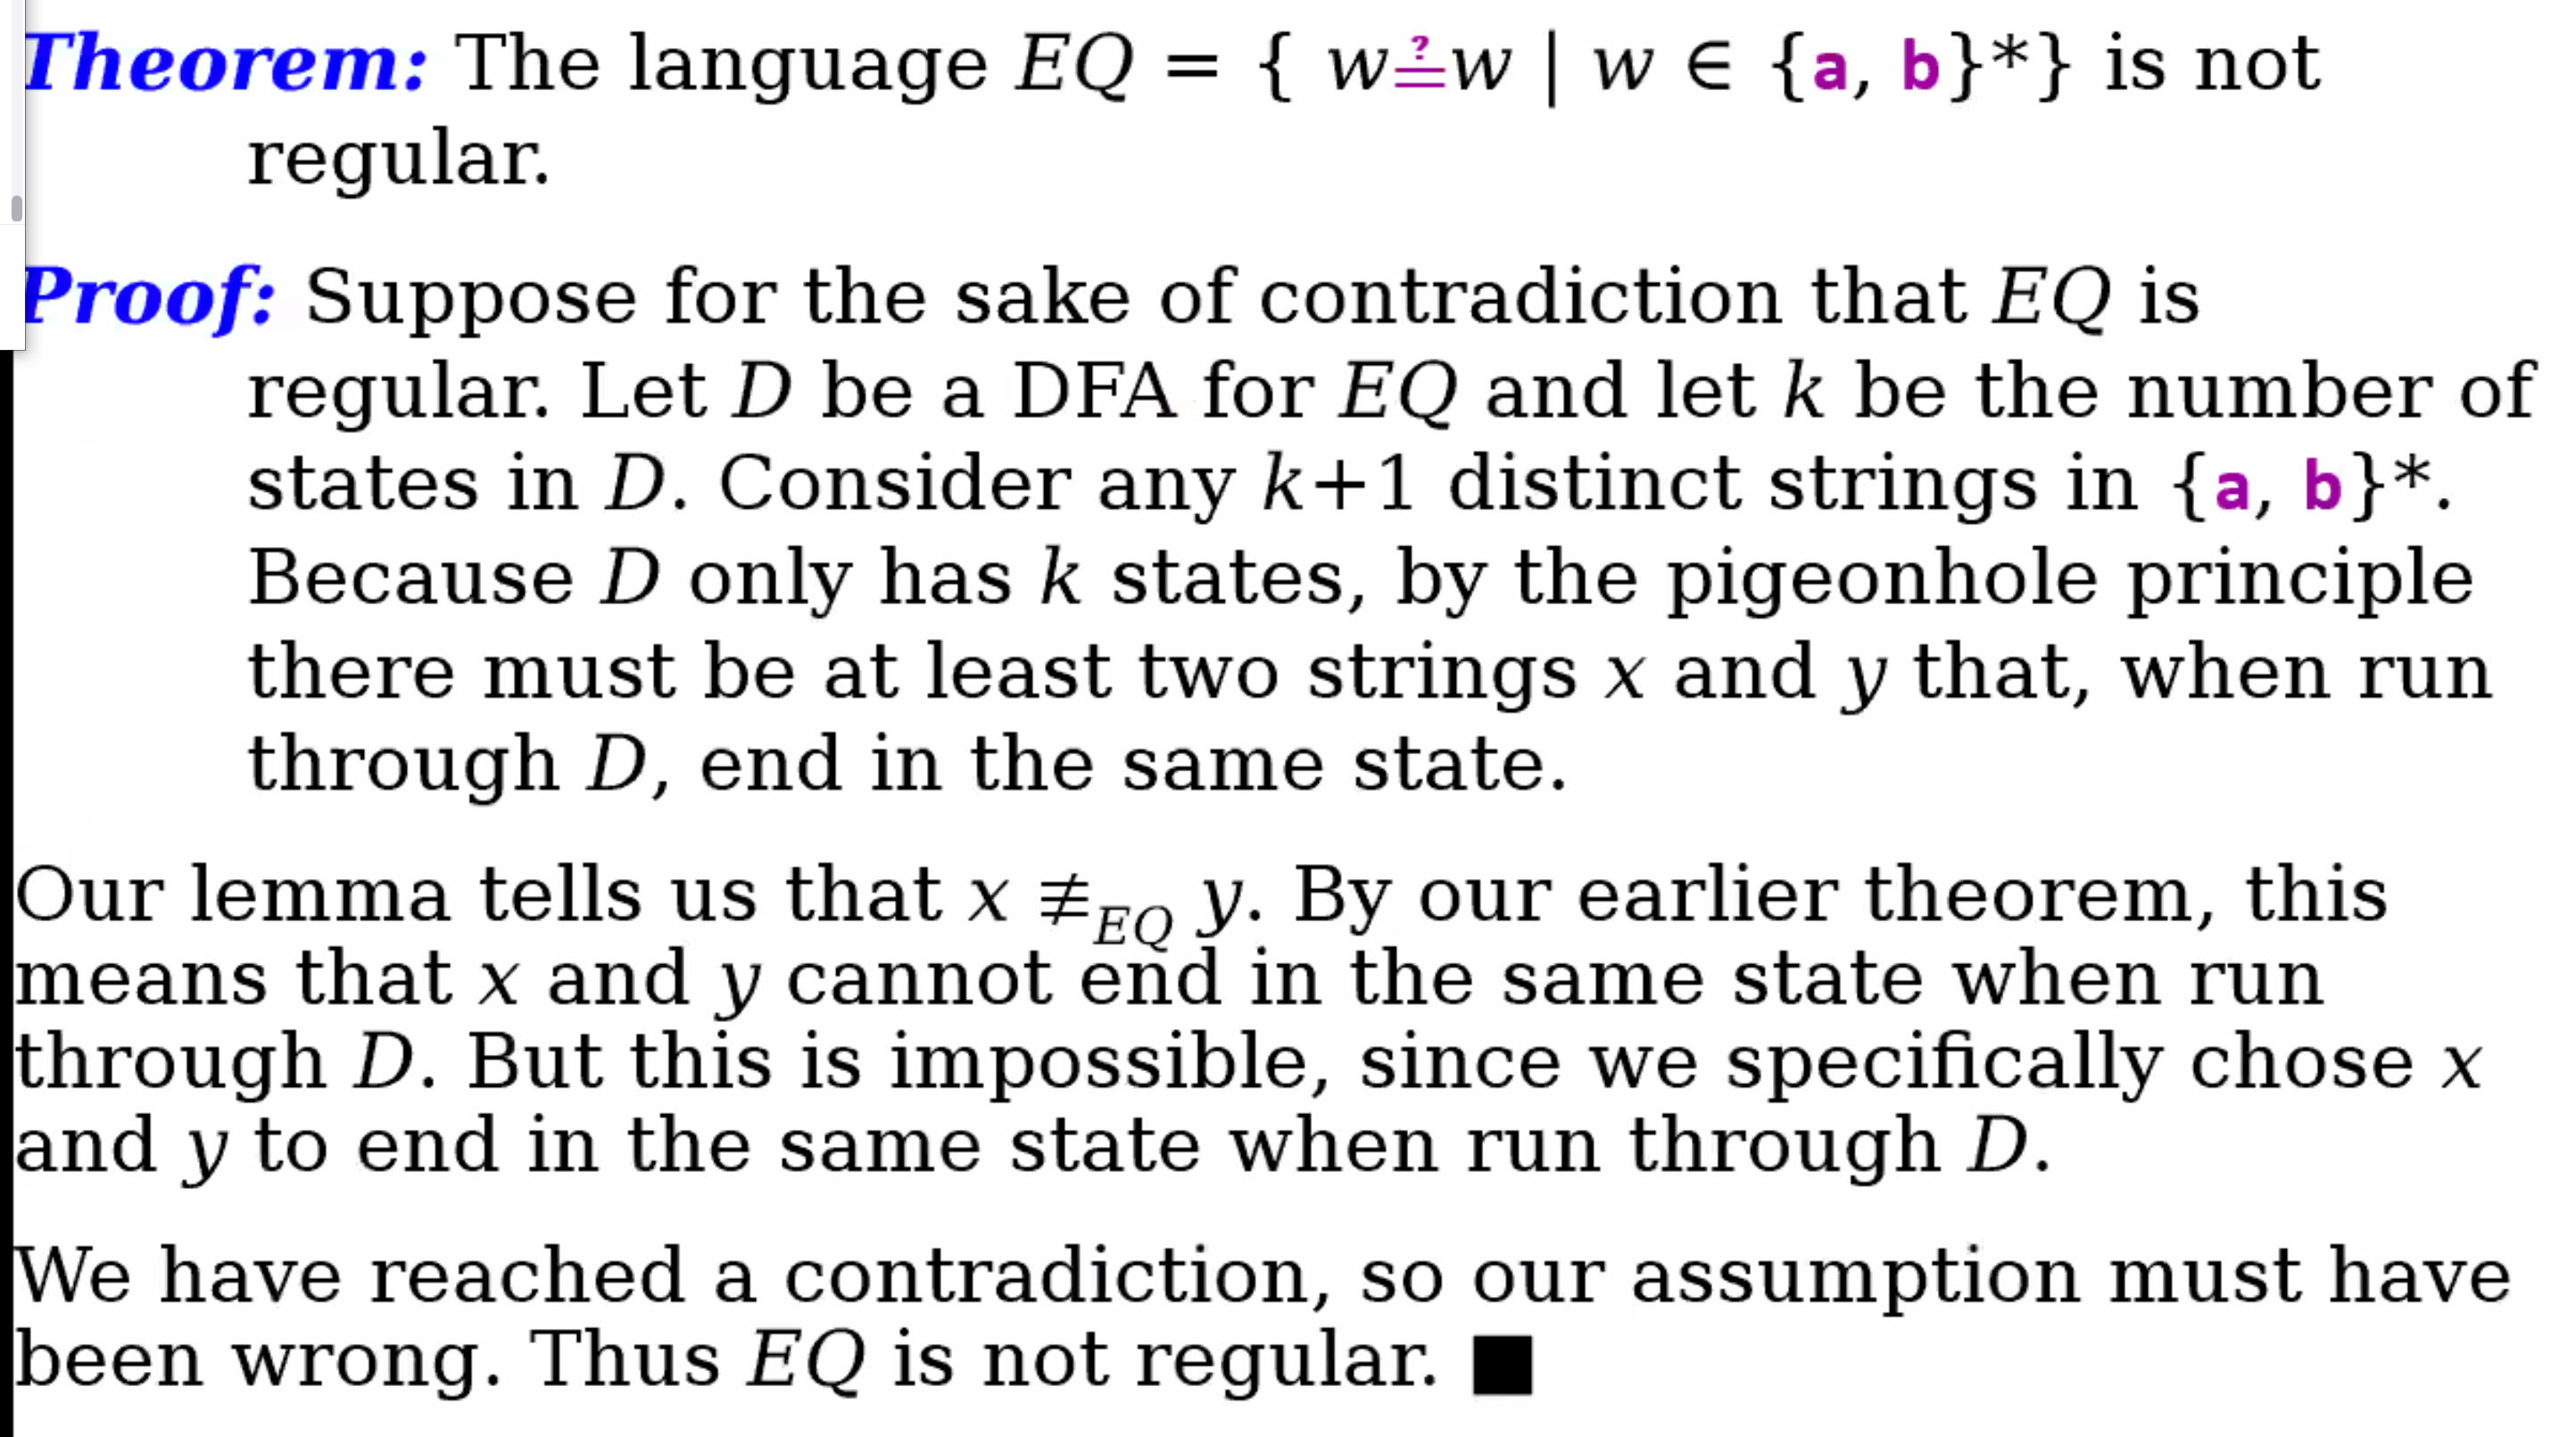 Theorem: The language EQ = { w≟w | w ∈ {a, b}*} is not
regular.
Proof: Suppose for the sake of contradiction that EQ is
regular. Let D be a DFA for EQ and let k be the number of
states in D. Consider any k+1 distinct strings in {a, b}*.
Because D only has k states, by the pigeonhole principle
there must be at least two strings x and y that, when run
through D, end in the same state.
Our lemma tells us that x ≢EQ y. By our earlier theorem, this
means that x and y cannot end in the same state when run
through D. But this is impossible, since we specifically chose x
and y to end in the same state when run through D.
We have reached a contradiction, so our assumption must have
been wrong. Thus EQ is not regular. ■